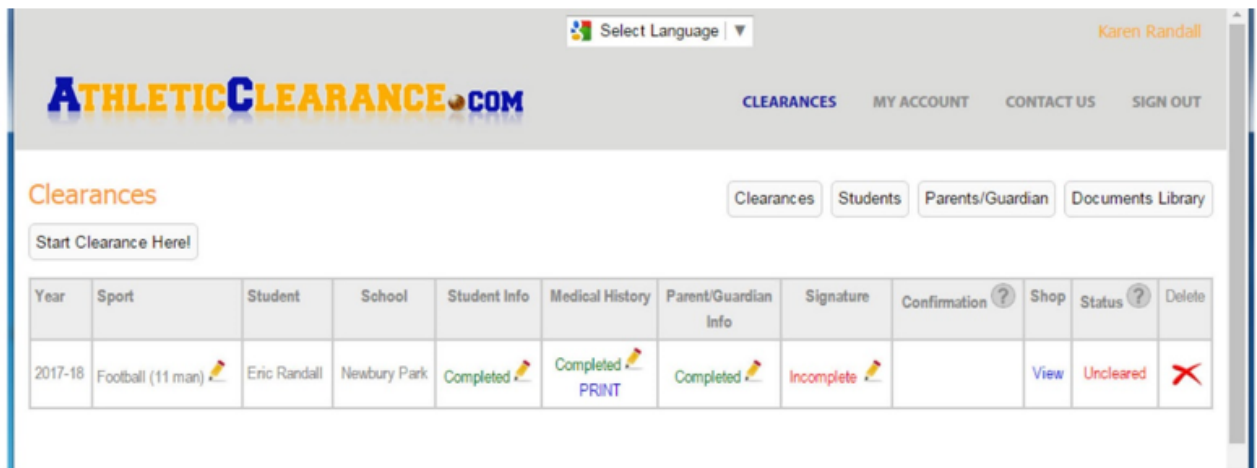 Select Language ▼
Karen Randall
ATHLETICCLEARANCE.COM
CLEARANCES MY ACCOUNT CONTACT US SIGN OUT
Clearances
Clearances Students Parents/Guardian Documents Library
Start Clearance Here!
Year Sport Student School Student Info Medical History Parent/Guardian Info Signature Confirmation ? Shop Status ? Delete
2017-18 Football (11 man) Eric Randall Newbury Park Completed Completed PRINT Completed Incomplete View Uncleared